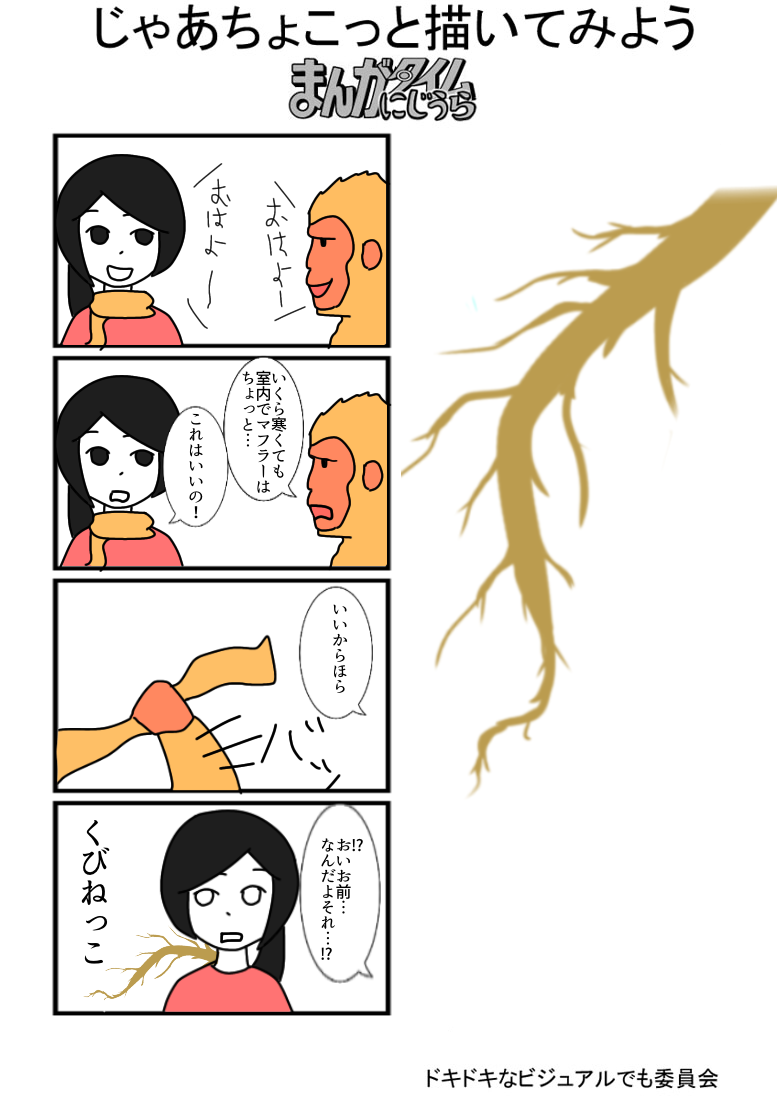 じゃあちょこっと描いてみよう
まんがタイム
にじうら
おはよー
おはよ〜
いくら寒くても
室内でマフラーは
ちょっと…
これはいいの！
いいからほら
バッ
!?
おいお前…
なんだよそれ…!?
くびねっこ
ドキドキなビジュアルでも委員会